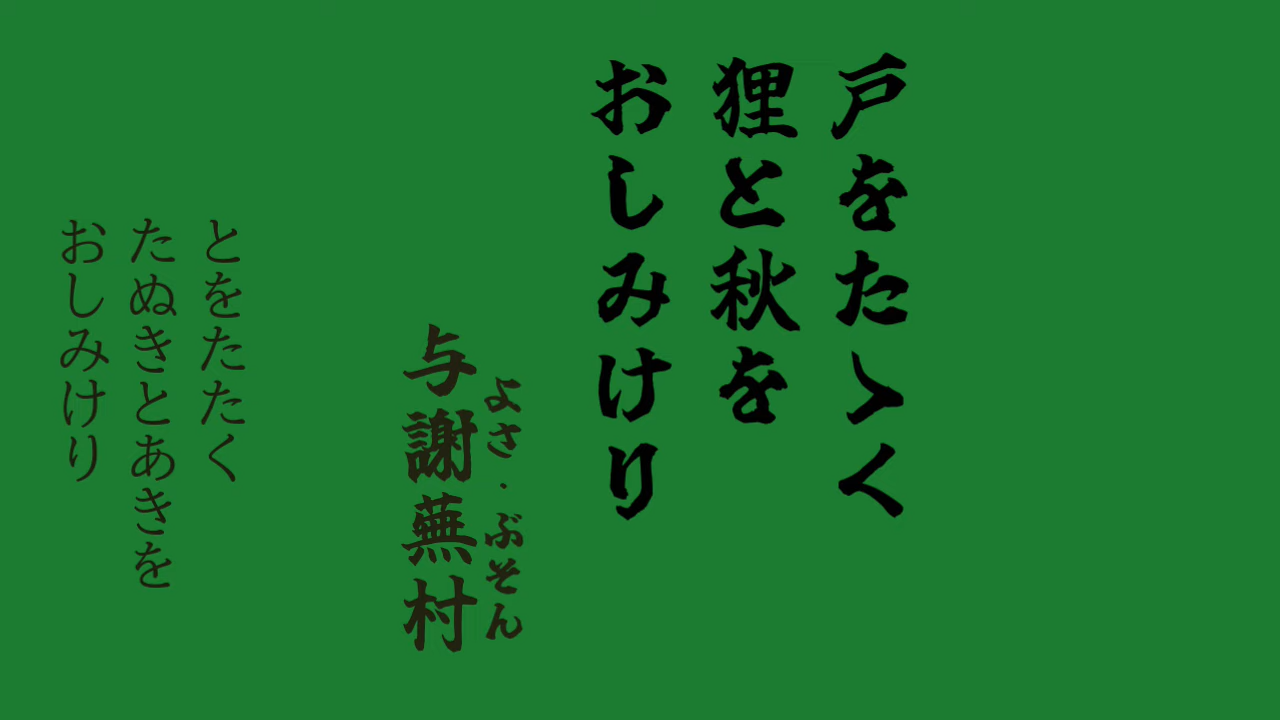 戸をたゝく
狸と秋を
おしみけり
よさ・ぶそん
与謝蕪村
とをたたく
たぬきとあきを
おしみけり